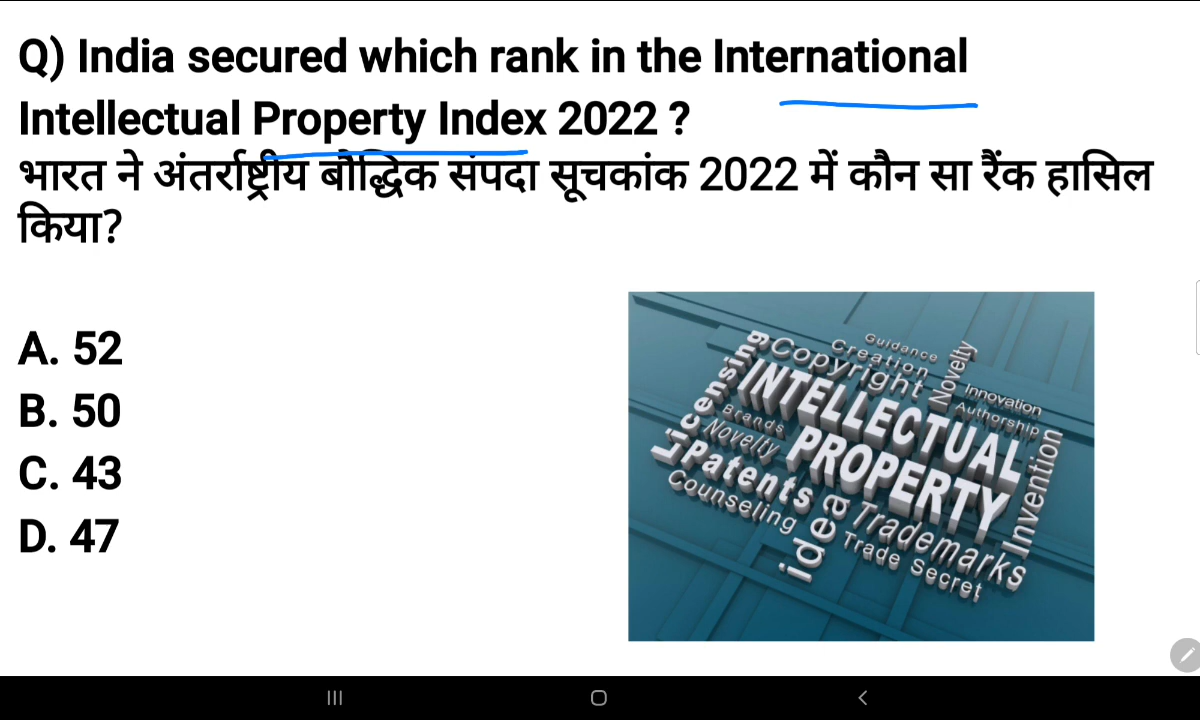 Q) India secured which rank in the International
Intellectual Property Index 2022 ?
भारत ने अंतर्राष्ट्रीय बौद्धिक संपदा सूचकांक 2022 में कौन सा रैंक हासिल
किया?
A. 52
B. 50
C. 43
D. 47
Guidance
Creation
Copyright
Novelty
Licensing
INTELLECTUAL
Innovation
Authorship
Brands
Novelty
PROPERTY
Patents
Counseling
idea
Trademarks
Trade Secret
Invention